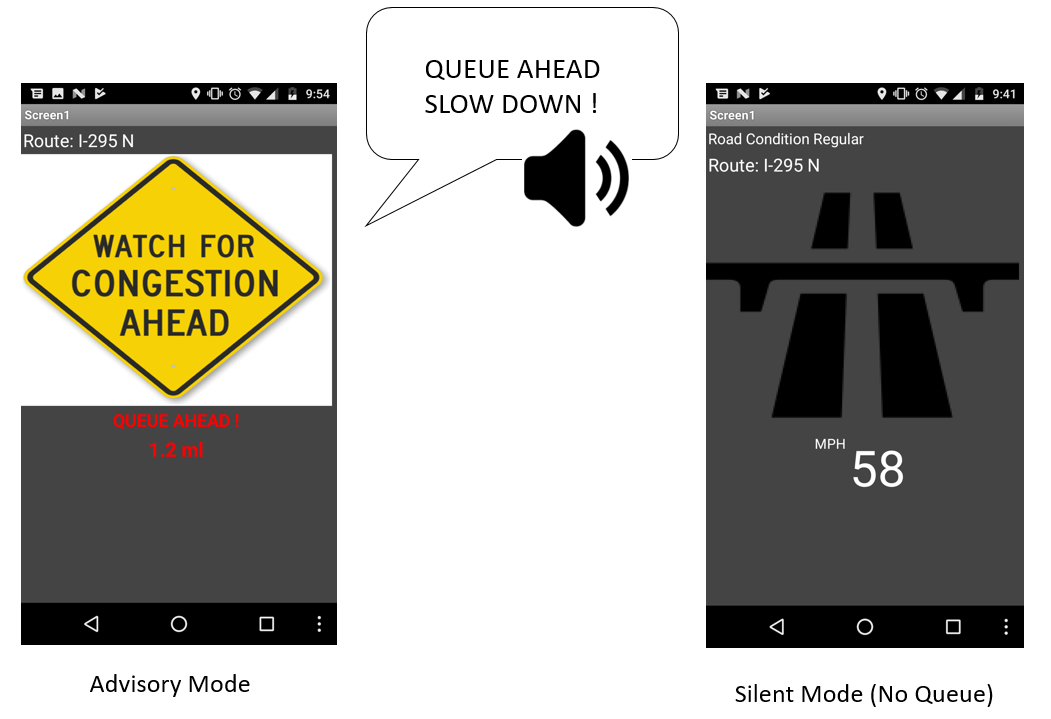 QUEUE AHEAD
SLOW DOWN !
9:54
Screen1
Route: I-295 N
WATCH FOR
CONGESTION
AHEAD
QUEUE AHEAD !
1.2 ml
Advisory Mode
9:41
Screen1
Road Condition Regular
Route: I-295 N
MPH
58
Silent Mode (No Queue)